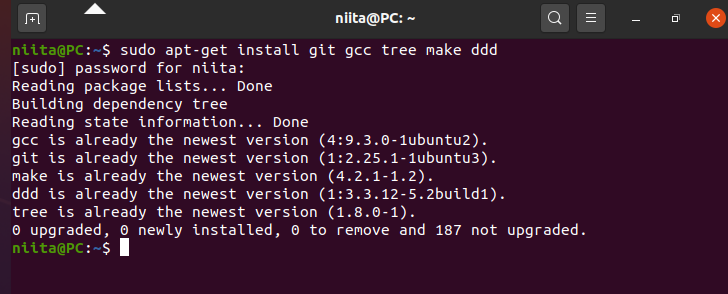 niita@PC: ~
niita@PC:~$ sudo apt-get install git gcc tree make ddd
[sudo] password for niita:
Reading package lists... Done
Building dependency tree
Reading state information... Done
gcc is already the newest version (4:9.3.0-1ubuntu2).
git is already the newest version (1:2.25.1-1ubuntu3).
make is already the newest version (4.2.1-1.2).
ddd is already the newest version (1:3.3.12-5.2build1).
tree is already the newest version (1.8.0-1).
0 upgraded, 0 newly installed, 0 to remove and 187 not upgraded.
niita@PC:~$